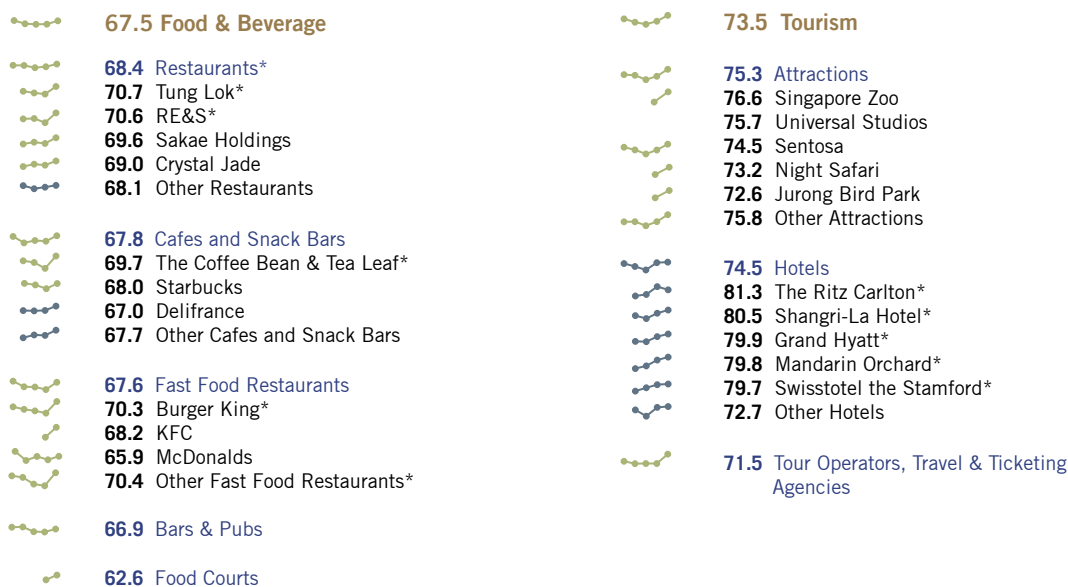 67.5 Food & Beverage
68.4 Restaurants*
70.7 Tung Lok*
70.6 RE&S*
69.6 Sakae Holdings
69.0 Crystal Jade
68.1 Other Restaurants
67.8 Cafes and Snack Bars
69.7 The Coffee Bean & Tea Leaf*
68.0 Starbucks
67.0 Delifrance
67.7 Other Cafes and Snack Bars
67.6 Fast Food Restaurants
70.3 Burger King*
68.2 KFC
65.9 McDonalds
70.4 Other Fast Food Restaurants*
66.9 Bars & Pubs
62.6 Food Courts
73.5 Tourism
75.3 Attractions
76.6 Singapore Zoo
75.7 Universal Studios
74.5 Sentosa
73.2 Night Safari
72.6 Jurong Bird Park
75.8 Other Attractions
74.5 Hotels
81.3 The Ritz Carlton*
80.5 Shangri-La Hotel*
79.9 Grand Hyatt*
79.8 Mandarin Orchard*
79.7 Swisstotel the Stamford*
72.7 Other Hotels
71.5 Tour Operators, Travel & Ticketing
Agencies